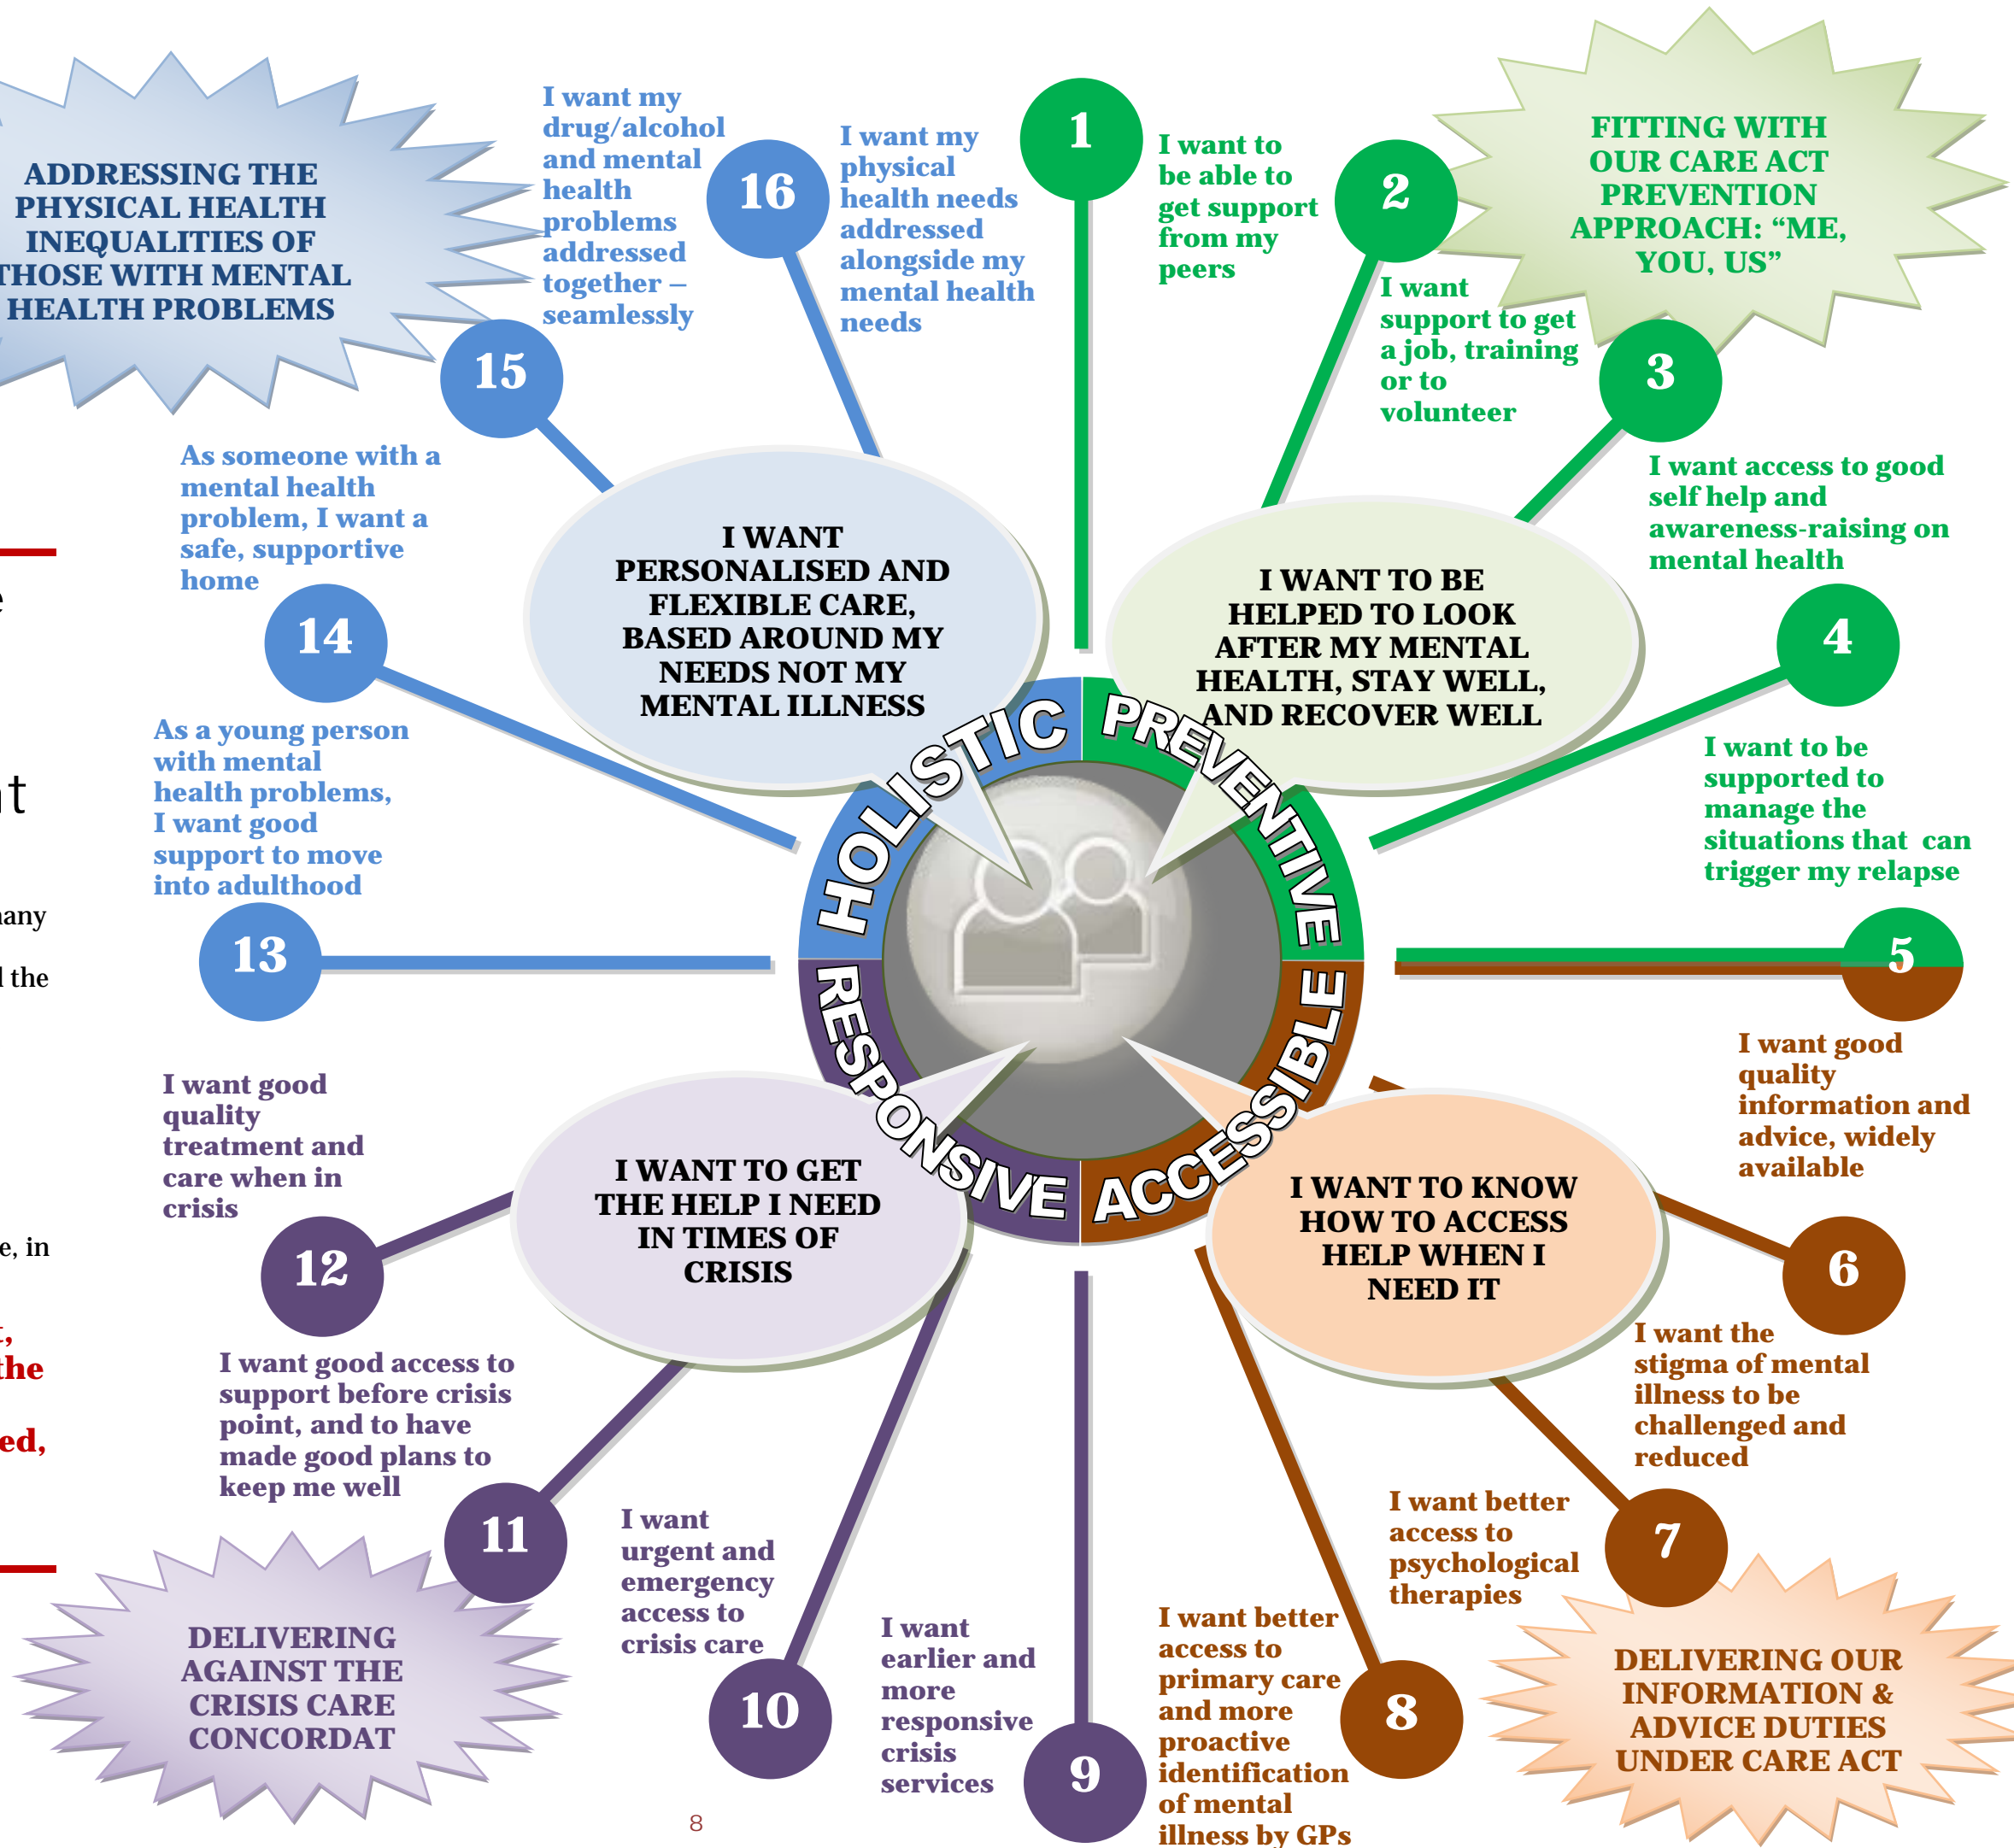 ADDRESSING THE
PHYSICAL HEALTH
INEQUALITIES OF
THOSE WITH MENTAL
HEALTH PROBLEMS
I want my
drug/alcohol
and mental
health
problems
addressed
together –
seamlessly
16
I want my
physical
health needs
addressed
alongside my
mental health
needs
1
I want to
be able to
get support
from my
peers
2
I want
support to get
a job, training
or to
volunteer
FITTING WITH
OUR CARE ACT
PREVENTION
APPROACH: “ME,
YOU, US”
3
I want access to good
self help and
awareness-raising on
mental health
15
As someone with a
mental health
problem, I want a
safe, supportive
home
14
I WANT
PERSONALISED AND
FLEXIBLE CARE,
BASED AROUND MY
NEEDS NOT MY
MENTAL ILLNESS
I WANT TO BE
HELPED TO LOOK
AFTER MY MENTAL
HEALTH, STAY WELL,
AND RECOVER WELL
4
I want to be
supported to
manage the
situations that can
trigger my relapse
As a young person
with mental
health problems,
I want good
support to move
into adulthood
13
HOLISTIC
PREVENTIVE
RESPONSIVE
ACCESSIBLE
5
I want good
quality
information and
advice, widely
available
I want good
quality
treatment and
care when in
crisis
12
I WANT TO GET
THE HELP I NEED
IN TIMES OF
CRISIS
I WANT TO KNOW
HOW TO ACCESS
HELP WHEN I
NEED IT
6
I want the
stigma of mental
illness to be
challenged and
reduced
I want good access to
support before crisis
point, and to have
made good plans to
keep me well
11
I want
urgent and
emergency
access to
crisis care
10
I want
earlier and
more
responsive
crisis
services
9
I want better
access to
primary care
and more
proactive
identification
of mental
illness by GPs
8
I want better
access to
psychological
therapies
7
DELIVERING
AGAINST THE
CRISIS CARE
CONCORDAT
DELIVERING OUR
INFORMATION &
ADVICE DUTIES
UNDER CARE ACT
the
e, in
8